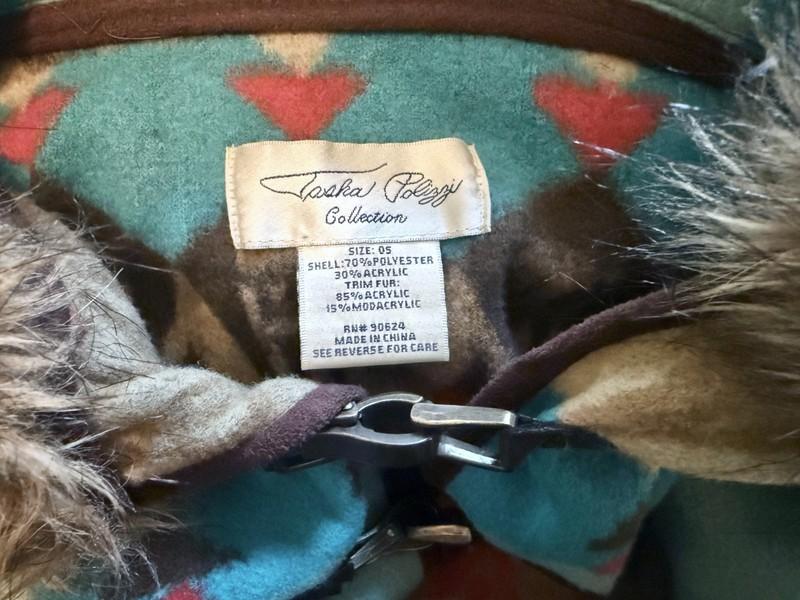 Tasha Polizzi
Collection
SIZE: OS
SHELL:70%POLYESTER
30%ACRYLIC
TRIM FUR:
85%ACRYLIC
15%MODACRYLIC
RN# 90624
MADE IN CHINA
SEE REVERSE FOR CARE